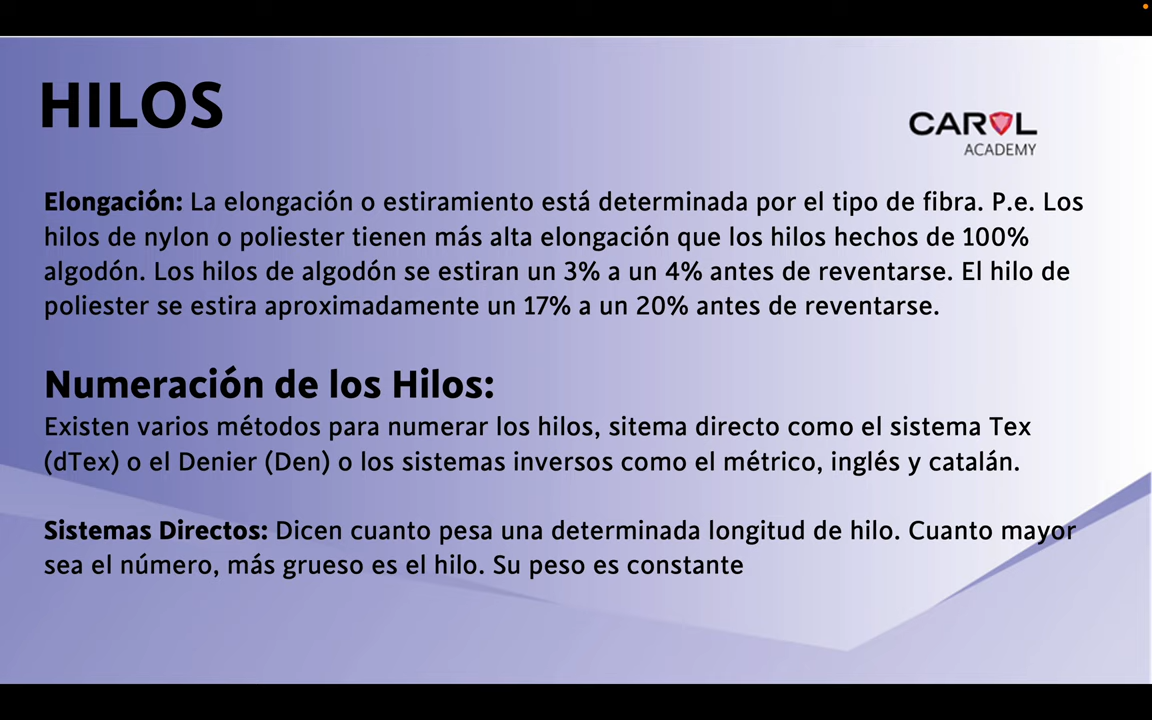 HILOS
CAROL
ACADEMY
Elongación: La elongación o estiramiento está determinada por el tipo de fibra. P.e. Los
hilos de nylon o poliester tienen más alta elongación que los hilos hechos de 100%
algodón. Los hilos de algodón se estiran un 3% a un 4% antes de reventarse. El hilo de
poliester se estira aproximadamente un 17% a un 20% antes de reventarse.
Numeración de los Hilos:
Existen varios métodos para numerar los hilos, sitema directo como el sistema Tex
(dTex) o el Denier (Den) o los sistemas inversos como el métrico, inglés y catalán.
Sistemas Directos: Dicen cuanto pesa una determinada longitud de hilo. Cuanto mayor
sea el número, más grueso es el hilo. Su peso es constante